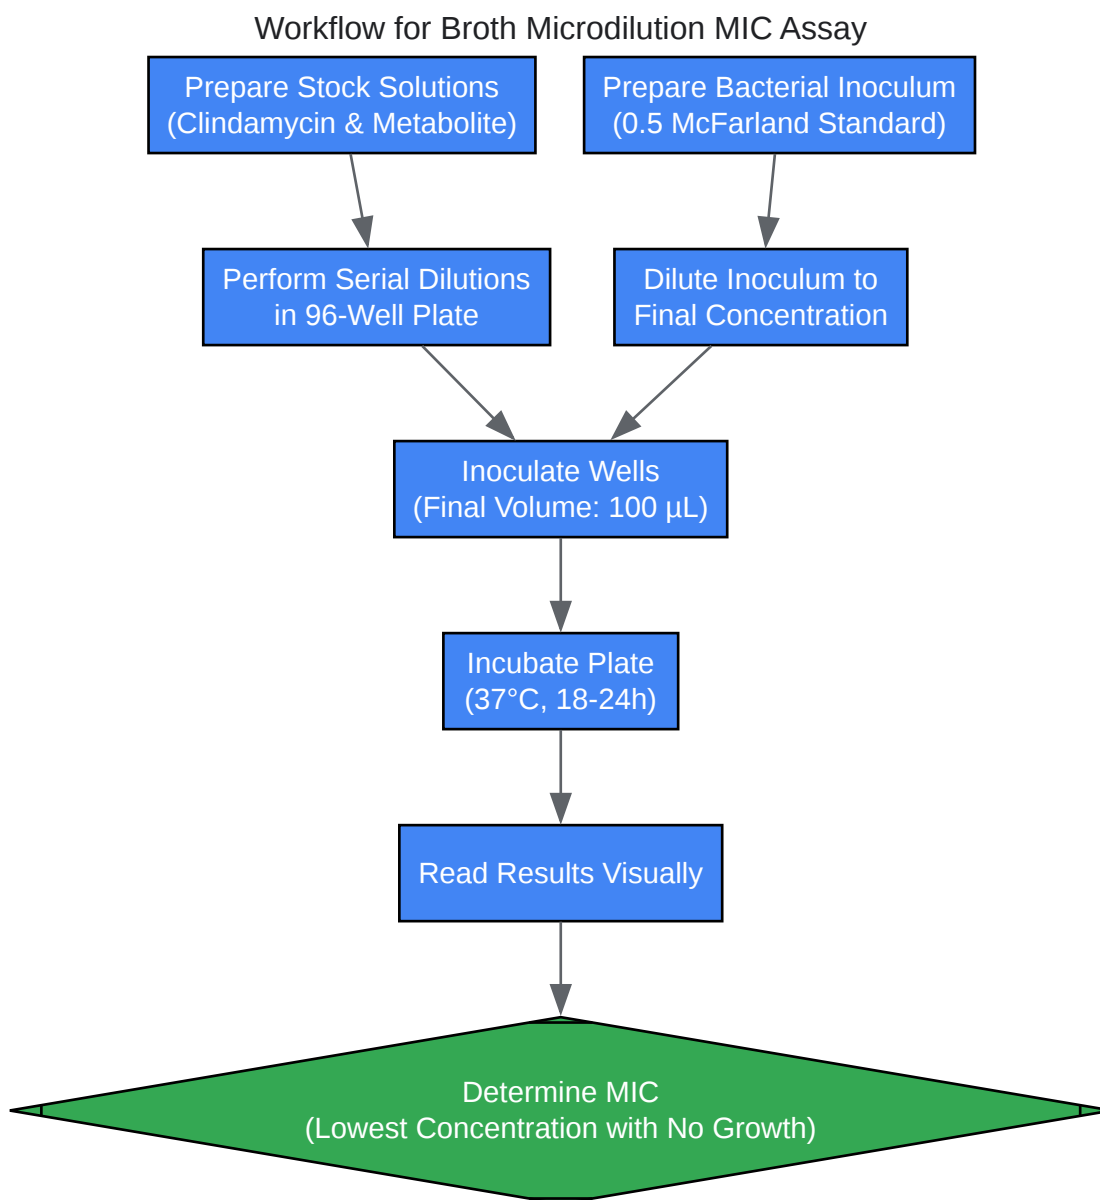 Workflow for Broth Microdilution MIC Assay
Prepare Stock Solutions
(Clindamycin & Metabolite)
Prepare Bacterial Inoculum
(0.5 McFarland Standard)
Perform Serial Dilutions
in 96-Well Plate
Dilute Inoculum to
Final Concentration
Inoculate Wells
(Final Volume: 100 µL)
Incubate Plate
(37°C, 18-24h)
Read Results Visually
Determine MIC
(Lowest Concentration with No Growth)